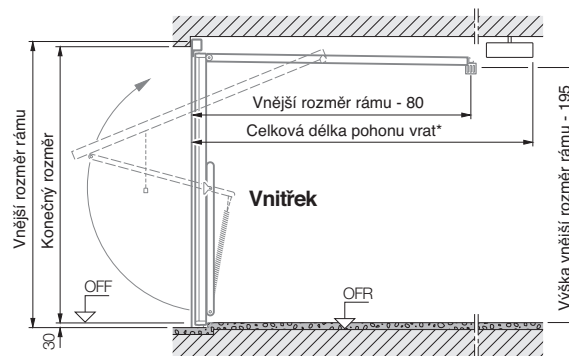 Vnější rozměr rámu
Konečný rozměr
Vnější rozměr rámu - 80
Celková délka pohonu vrat*
Výška vnější rozměr rámu - 195
Vnitřek
OFF
OFR
30